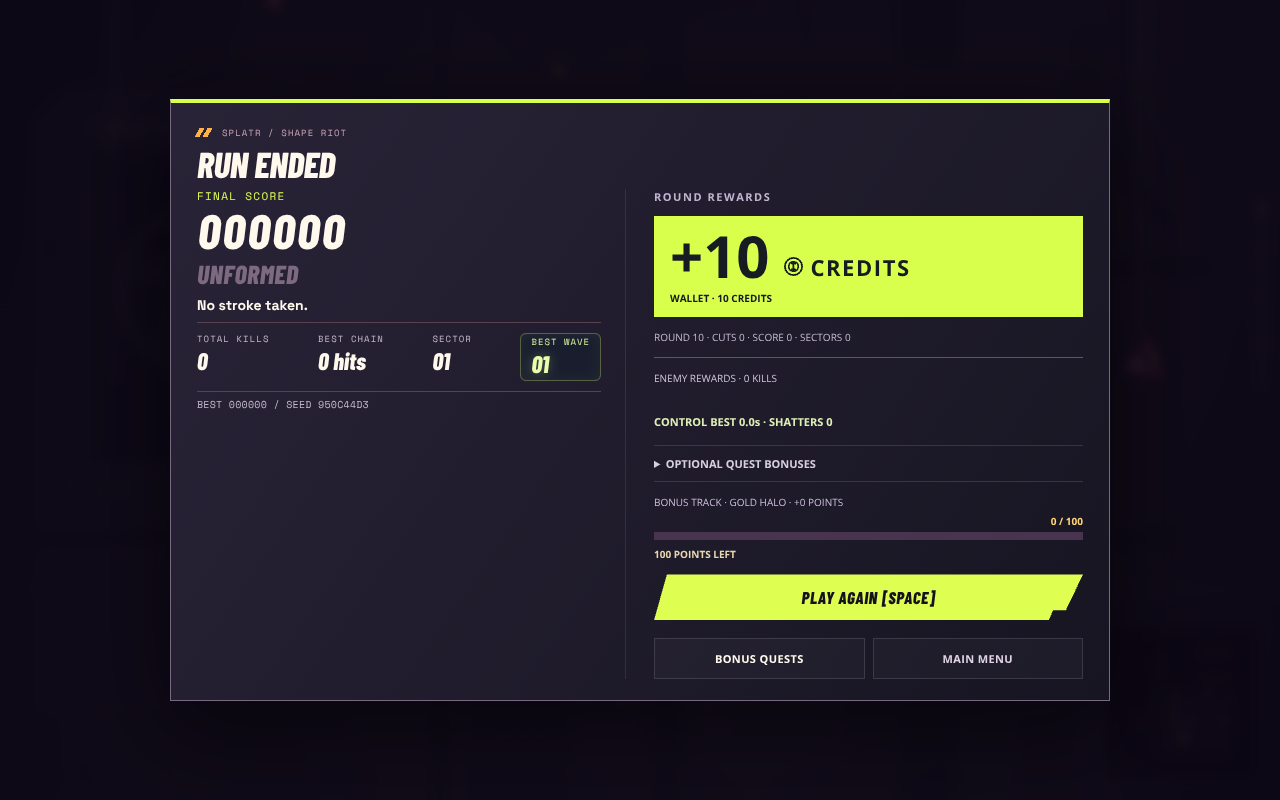 SPLATR / SHAPE RIOT
RUN ENDED
FINAL SCORE
000000
UNFORMED
No stroke taken.
TOTAL KILLS
0
BEST CHAIN
0 hits
SECTOR
01
BEST WAVE
01
BEST 000000 / SEED 950C44D3
ROUND REWARDS
+10 CREDITS
WALLET · 10 CREDITS
ROUND 10 · CUTS 0 · SCORE 0 · SECTORS 0
ENEMY REWARDS · 0 KILLS
CONTROL BEST 0.0s · SHATTERS 0
OPTIONAL QUEST BONUSES
BONUS TRACK · GOLD HALO · +0 POINTS
0 / 100
100 POINTS LEFT
PLAY AGAIN [SPACE]
BONUS QUESTS
MAIN MENU